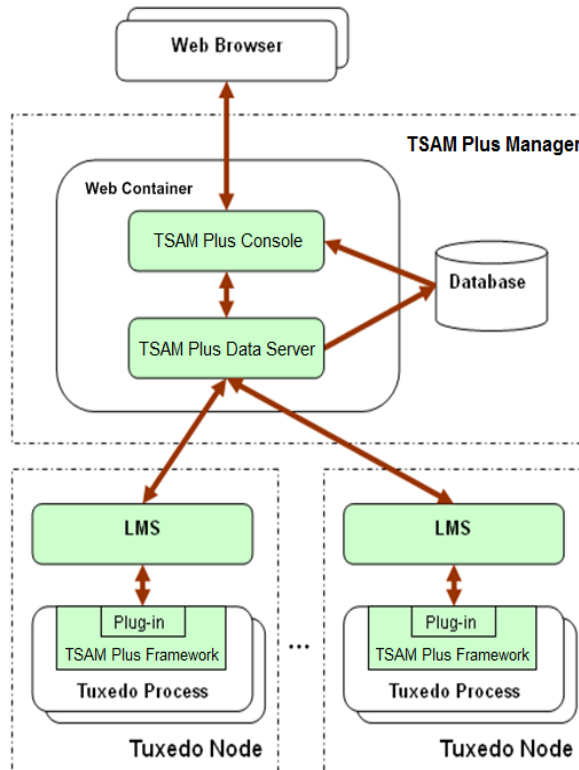 Web Browser
TSAM Plus Manager
Web Container
TSAM Plus Console
Database
TSAM Plus Data Server
LMS
LMS
Plug-in
Plug-in
TSAM Plus Framework
TSAM Plus Framework
...
Tuxedo Process
Tuxedo Process
Tuxedo Node
Tuxedo Node